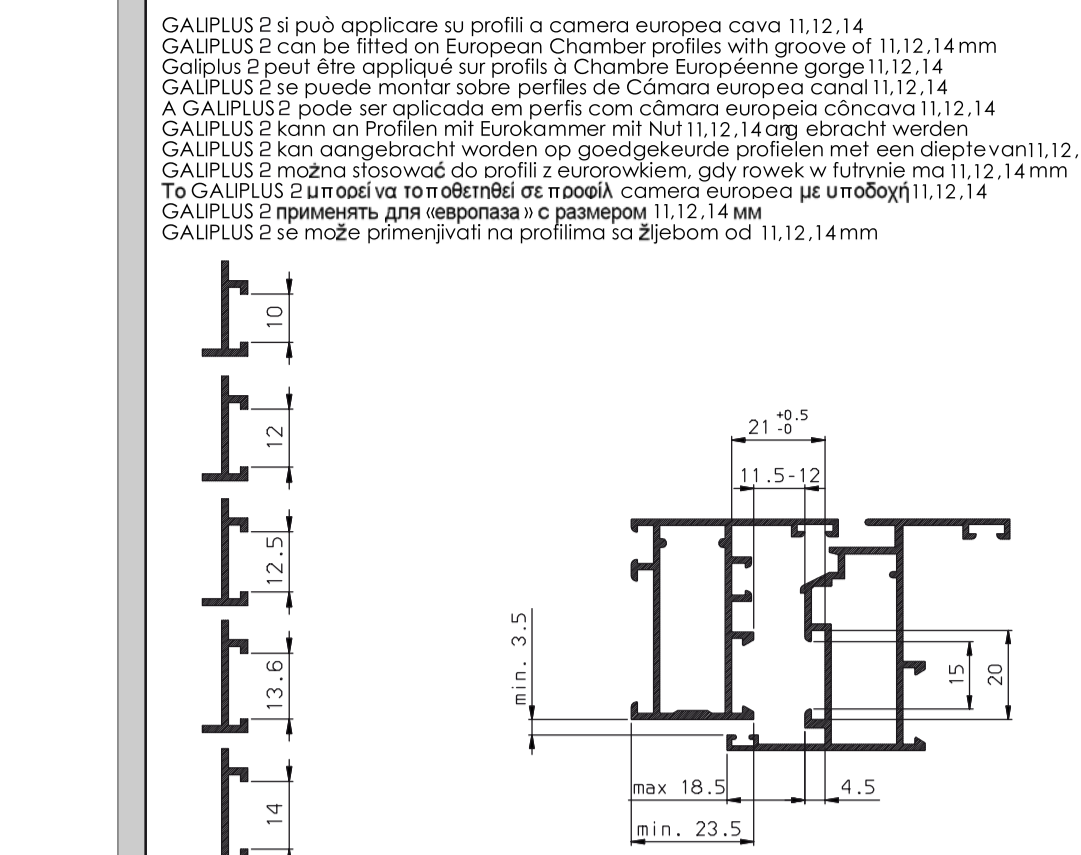 GALIPLUS 2 si può applicare su profili a camera europea cava 11,12,14
GALIPLUS 2 can be fitted on European Chamber profiles with groove of 11,12,14 mm
Galiplus 2 peut être appliqué sur profils à Chambre Européenne gorge 11,12,14
GALIPLUS 2 se puede montar sobre perfiles de Cámara europea canal 11,12,14
A GALIPLUS 2 pode ser aplicada em perfis com câmara europeia côncava 11,12,14
GALIPLUS 2 kann an Profilen mit Eurokammer mit Nut 11,12,14 ang ebracht werden
GALIPLUS 2 kan aangebracht worden op goedgekeurde profielen met een diepte van 11,12,
GALIPLUS 2 można stosować do profili z eurorowkiem, gdy rowek w futrynie ma 11,12,14 mm
Το GALIPLUS 2 μπορεί να τοποθετηθεί σε προφίλ camera europea με υποδοχή 11,12,14
GALIPLUS 2 применять для «европаза» с размером 11,12,14 мм
GALIPLUS 2 se može primenjivati na profilima sa žljebom od 11,12,14 mm
10
12
12.5
13.6
14
21 +0.5 -0
11.5-12
min. 3.5
15
20
max 18.5
4.5
min. 23.5